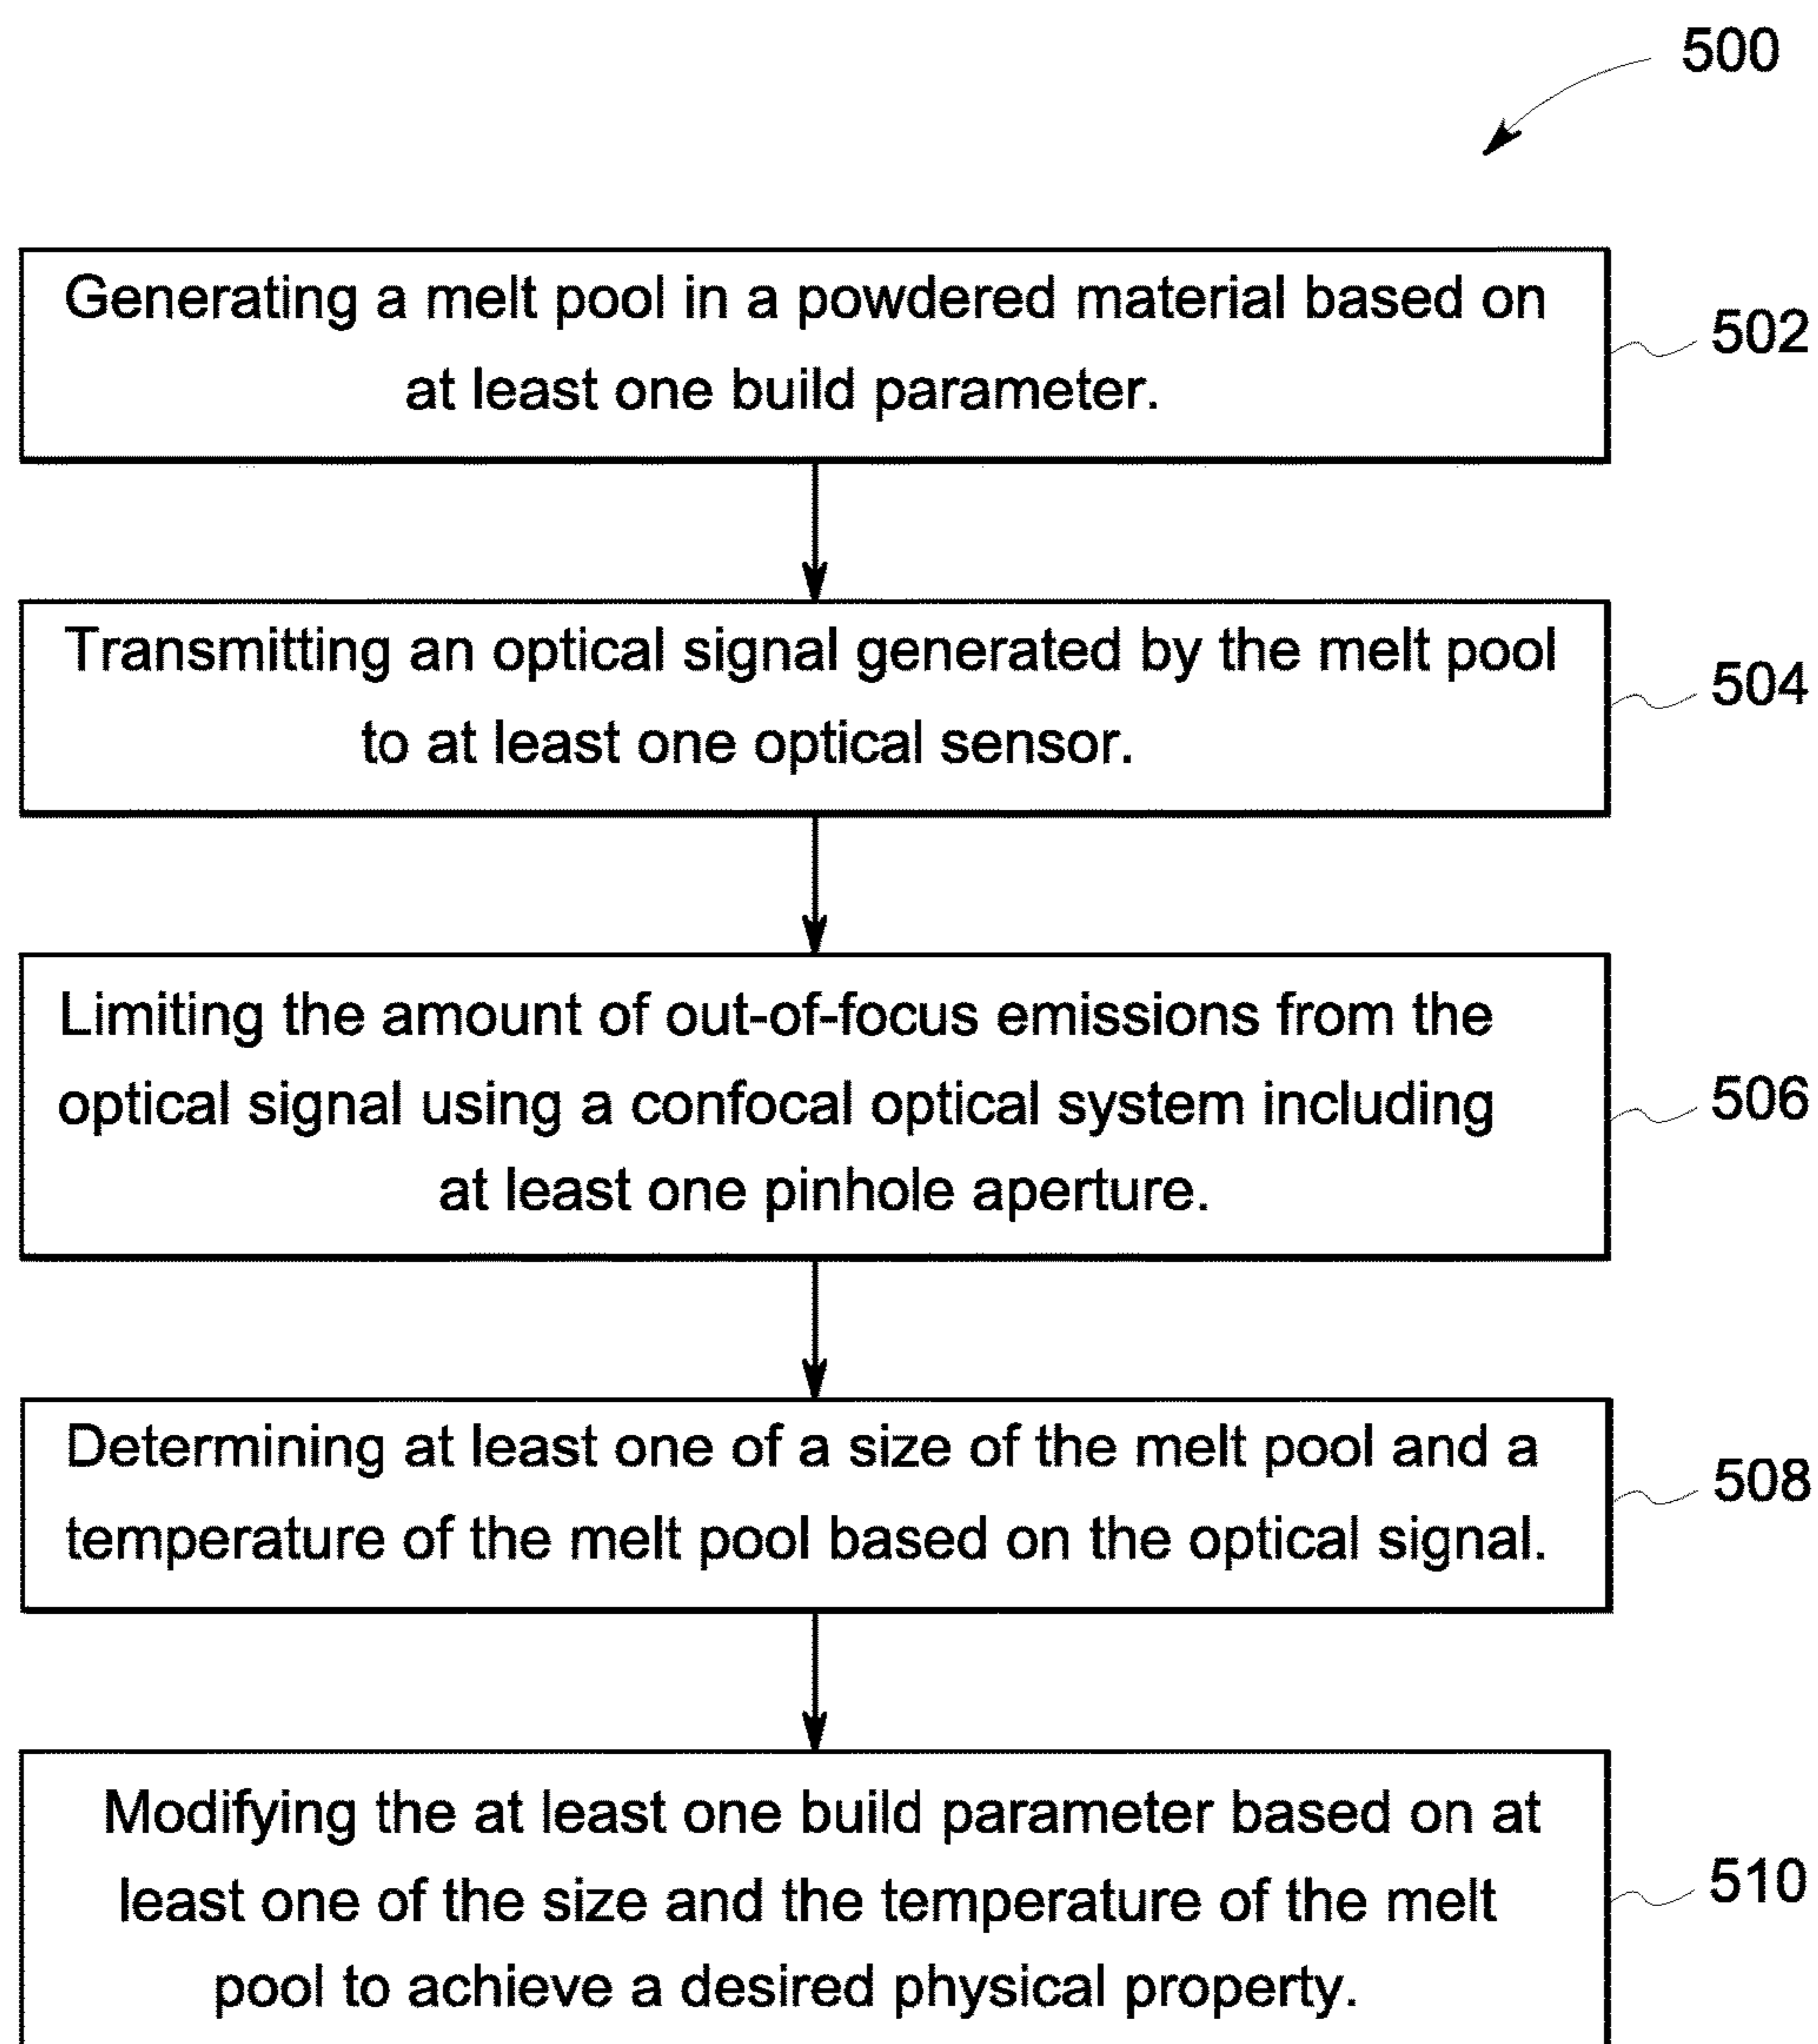 500
Generating a melt pool in a powdered material based on
at least one build parameter.
502
Transmitting an optical signal generated by the melt pool
to at least one optical sensor.
504
Limiting the amount of out-of-focus emissions from the
optical signal using a confocal optical system including
at least one pinhole aperture.
506
Determining at least one of a size of the melt pool and a
temperature of the melt pool based on the optical signal.
508
Modifying the at least one build parameter based on at
least one of the size and the temperature of the melt
pool to achieve a desired physical property.
510